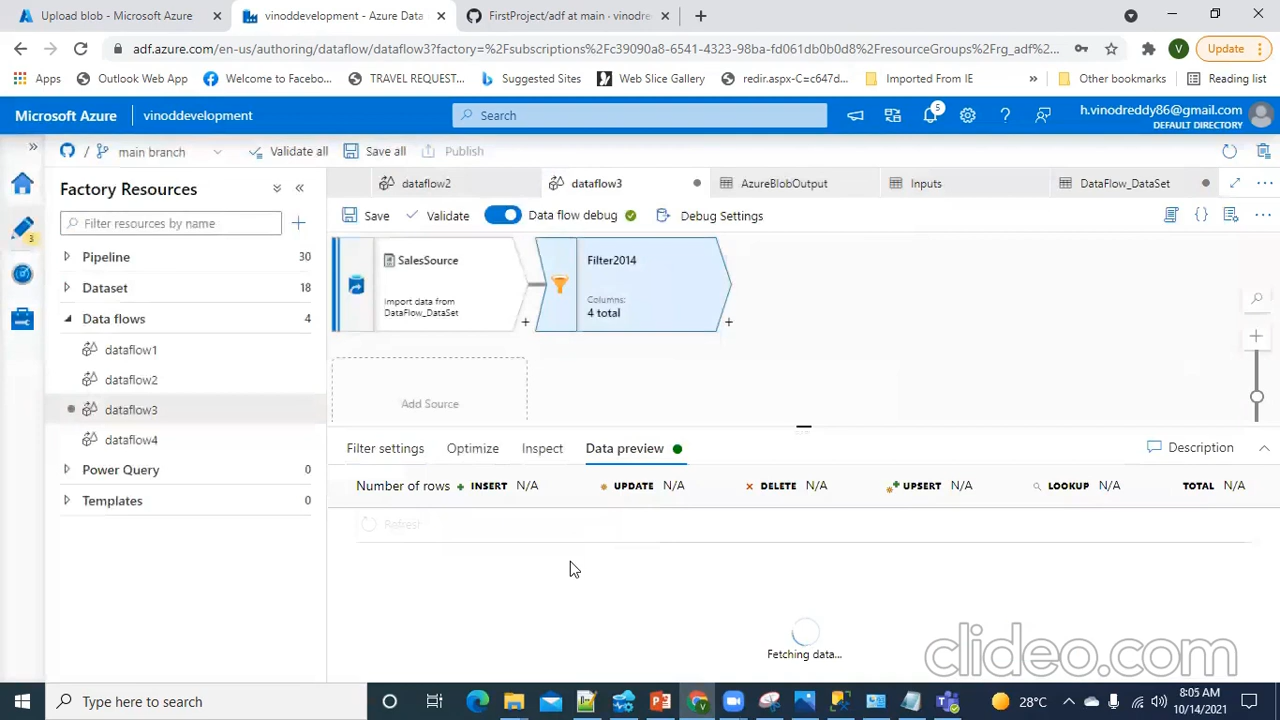 Upload blob - Microsoft Azure
vinoddevelopment - Azure Data
FirstProject/adf at main · vinodre
adf.azure.com/en-us/authoring/dataflow/dataflow3?factory=%2Fsubscriptions%2Fc39090a8-6541-4323-98ba-fd061db0b0d8%2FresourceGroups%2Frg_adf%2...
V
Update
Apps
Outlook Web App
Welcome to Facebo...
TRAVEL REQUEST...
Suggested Sites
Web Slice Gallery
redir.aspx-C=c647d...
Imported From IE
»
Other bookmarks
Reading list
Microsoft Azure
vinoddevelopment
Search
5
h.vinodreddy86@gmail.com
DEFAULT DIRECTORY
main branch
Validate all
Save all
Publish
Factory Resources
Filter resources by name
3
Pipeline 30
Dataset 18
Data flows 4
dataflow1
dataflow2
dataflow3
dataflow4
Power Query 0
Templates 0
dataflow2
dataflow3
AzureBlobOutput
Inputs
DataFlow_DataSet
Save
Validate
Data flow debug
Debug Settings
SalesSource
Import data from
DataFlow_DataSet
Filter2014
Columns:
4 total
Add Source
Filter settings
Optimize
Inspect
Data preview
Description
Number of rows + INSERT N/A UPDATE N/A × DELETE N/A UPSERT N/A LOOKUP N/A TOTAL N/A
Refresh
Fetching data...
clideo.com
Type here to search
28°C
8:05 AM
10/14/2021